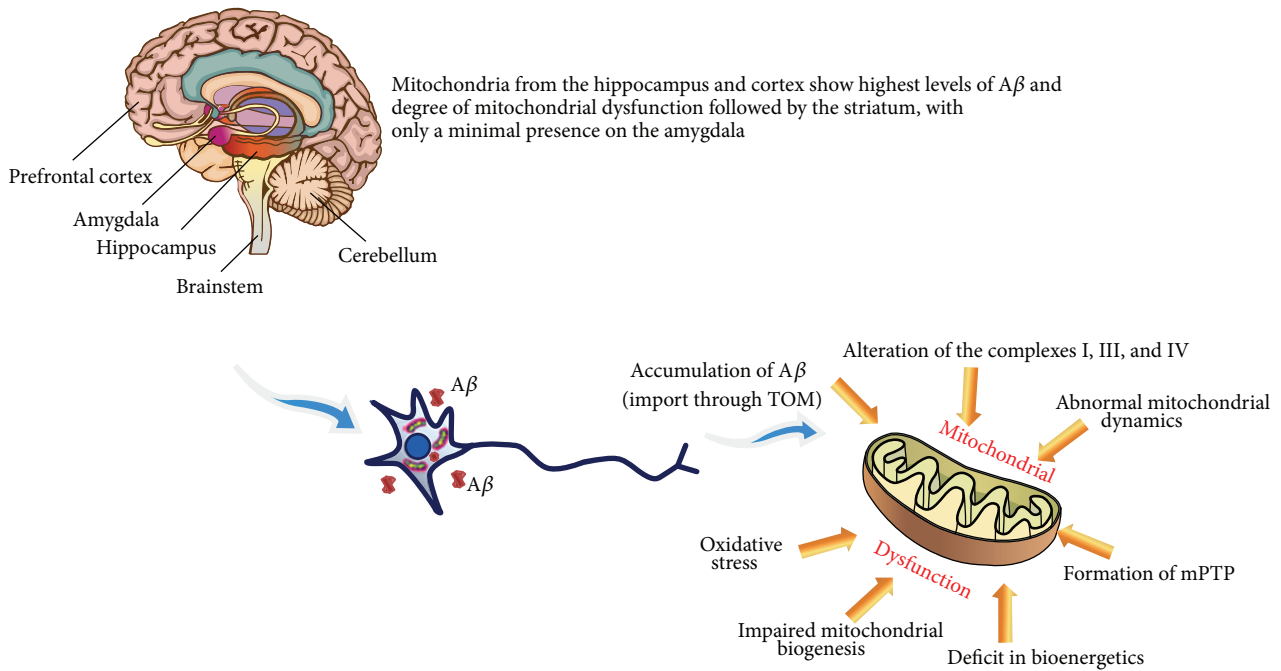 Mitochondria from the hippocampus and cortex show highest levels of Aβ and
degree of mitochondrial dysfunction followed by the striatum, with
only a minimal presence on the amygdala
Prefrontal cortex
Amygdala
Hippocampus
Brainstem
Cerebellum
Aβ
Aβ
Accumulation of Aβ
(import through TOM)
Alteration of the complexes I, III, and IV
Abnormal mitochondrial
dynamics
Mitochondrial
Dysfunction
Oxidative
stress
Formation of mPTP
Impaired mitochondrial
biogenesis
Deficit in bioenergetics